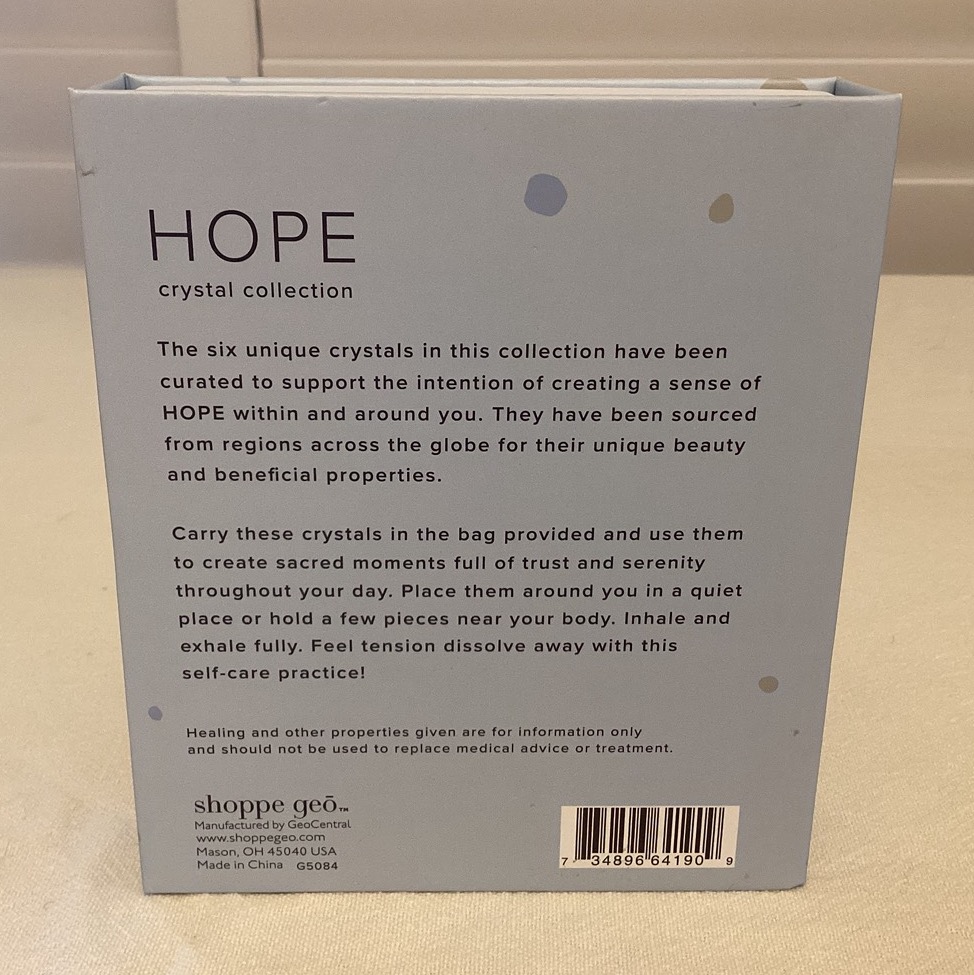 HOPE
crystal collection
The six unique crystals in this collection have been
curated to support the intention of creating a sense of
HOPE within and around you. They have been sourced
from regions across the globe for their unique beauty
and beneficial properties.
Carry these crystals in the bag provided and use them
to create sacred moments full of trust and serenity
throughout your day. Place them around you in a quiet
place or hold a few pieces near your body. Inhale and
exhale fully. Feel tension dissolve away with this
self-care practice!
Healing and other properties given are for information only
and should not be used to replace medical advice or treatment.
shoppe geō™
Manufactured by GeoCentral
www.shoppegeo.com
Mason, OH 45040 USA
Made in China G5084
7 34896 64190 9